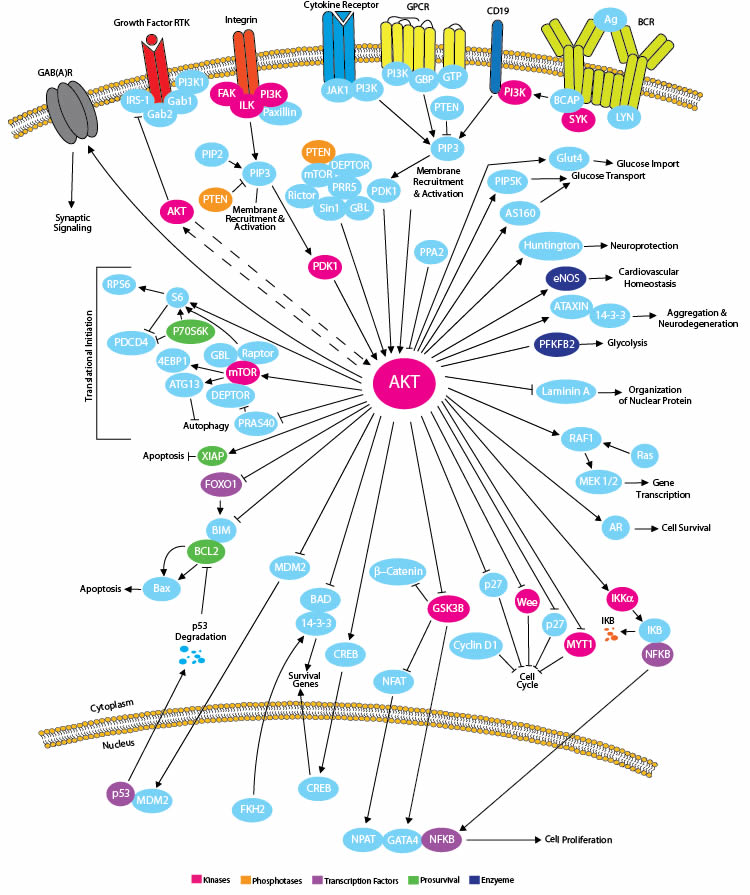 Cytokine Receptor
GPCR
CD19
Integrin
Growth Factor RTK
Ag
BCR
GAB(A)R
PI3K1
IRS-1
Gab1
Gab2
FAK
PI3K
ILK
Paxillin
JAK1
PI3K
PI3K
GBP
GTP
PTEN
PI3K
BCAP
SYK
LYN
PIP3
Membrane
Recruitment
& Activation
PIP2
PIP3
PTEN
Membrane
Recruitment &
Activation
PTEN
DEPTOR
mTOR
PRR5
Rictor
Sin1
GBL
PDK1
Glut4
Glucose Import
PIP5K
Glucose Transport
AS160
AKT
Synaptic
Signaling
PDK1
PPA2
Huntington
Neuroprotection
eNOS
Cardiovascular
Homeostasis
ATAXIN
14-3-3
Aggregation &
Neurodegeneration
PFKFB2
Glycolysis
Translational Initiation
RPS6
S6
P70S6K
PDCD4
4EBP1
GBL
Raptor
mTOR
ATG13
DEPTOR
Autophagy
PRAS40
AKT
Laminin A
Organization
of Nuclear Protein
RAF1
Ras
MEK 1/2
Gene
Transcription
AR
Cell Survival
Apoptosis
XIAP
FOXO1
BIM
BCL2
Bax
Apoptosis
p53
Degradation
MDM2
BAD
14-3-3
Survival
Genes
CREB
β–Catenin
GSK3B
NFAT
p27
Wee
p27
MYT1
Cyclin D1
Cell
Cycle
IKKα
IKB
IKB
NFKB
Cytoplasm
Nucleus
p53
MDM2
FKH2
CREB
NPAT
GATA4
NFKB
Cell Proliferation
Kinases
Phosphotases
Transcription Factors
Prosurvival
Enzyeme